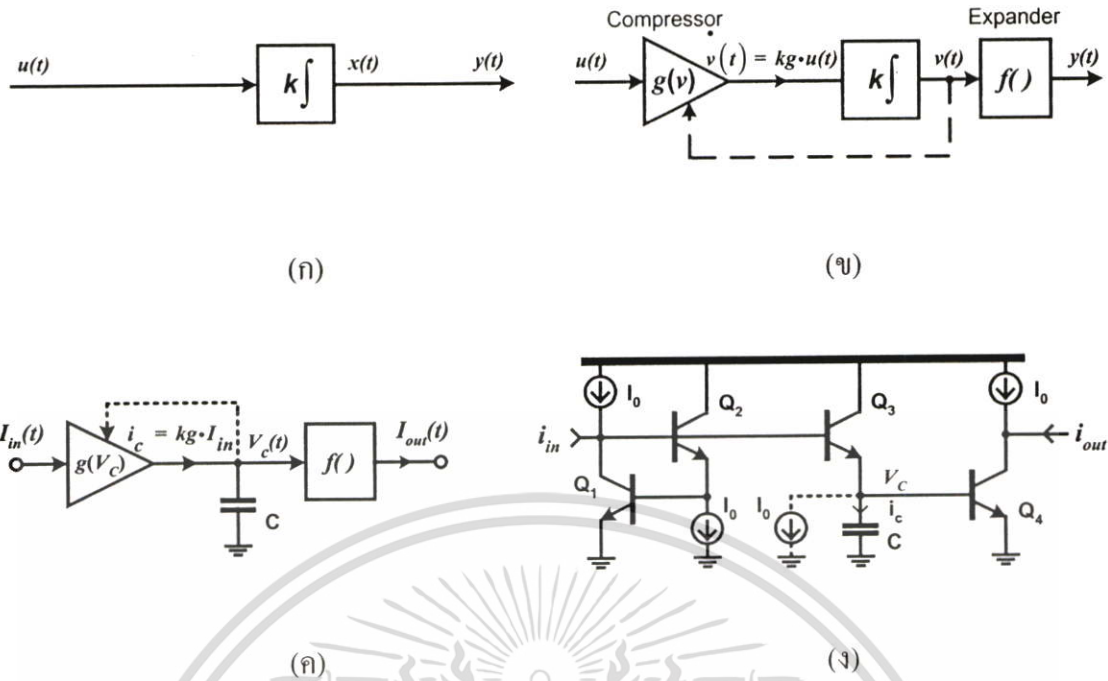 u(t)
k∫
x(t)
y(t)
(ก)
Compressor
Expander
u(t)
g(v)
v̇(t) = kg·u(t)
k∫
v(t)
f()
y(t)
(ข)
I_in(t)
g(V_C)
i_c = kg·I_in
V_c(t)
f()
I_out(t)
C
(ค)
I_0
Q_2
Q_3
I_0
i_in
i_out
Q_1
I_0
I_0
V_C
i_c
C
Q_4
(ง)